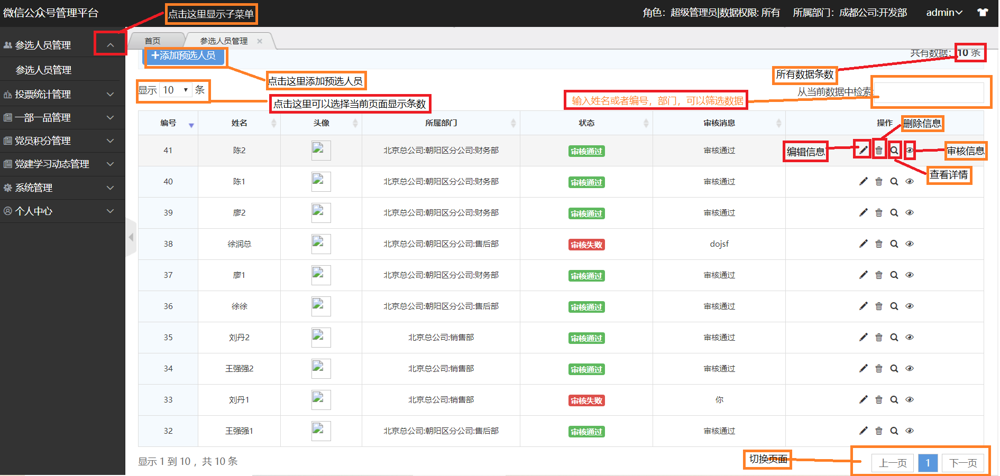 微信公众号管理平台
点击这里显示子菜单
角色：超级管理员|数据权限: 所有
所属部门：成都公司:开发部
admin
参选人员管理
参选人员管理
投票统计管理
一部一品管理
党员积分管理
党建学习动态管理
系统管理
个人中心
首页
参选人员管理
添加预选人员
共有数据：10 条
点击这里添加预选人员
所有数据条数
显示 10 条
点击这里可以选择当前页面显示条数
输入姓名或者编号，部门，可以筛选数据
从当前数据中检索
编号 姓名 头像 所属部门 状态 审核消息 操作
删除信息
41 陈2 北京总公司:朝阳区分公司:财务部 审核通过 审核通过
编辑信息
审核信息
查看详情
40 陈1 北京总公司:朝阳区分公司:财务部 审核通过 审核通过
39 廖2 北京总公司:朝阳区分公司:财务部 审核通过 审核通过
38 徐润总 北京总公司:朝阳区分公司:售后部 审核失败 dojsf
37 廖1 北京总公司:朝阳区分公司:财务部 审核通过 审核通过
36 徐徐 北京总公司:朝阳区分公司:售后部 审核通过 审核通过
35 刘丹2 北京总公司:销售部 审核通过 审核通过
34 王强强2 北京总公司:销售部 审核通过 审核通过
33 刘丹1 北京总公司:销售部 审核失败 你
32 王强强1 北京总公司:朝阳区分公司:售后部 审核通过 审核通过
显示 1 到 10 ，共 10 条
切换页面
上一页 1 下一页